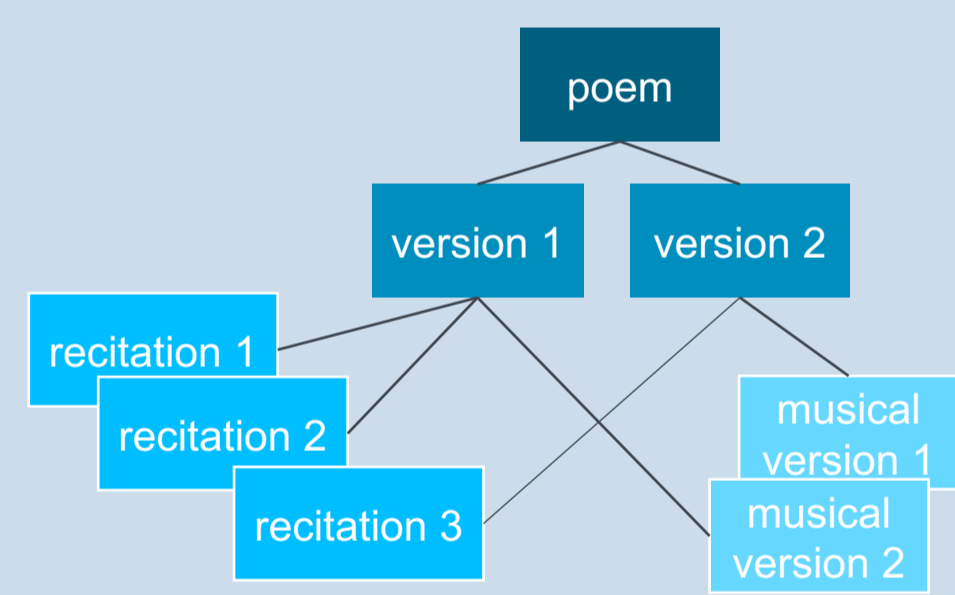 poem
version 1
version 2
recitation 1
recitation 2
recitation 3
musical
version 1
musical
version 2